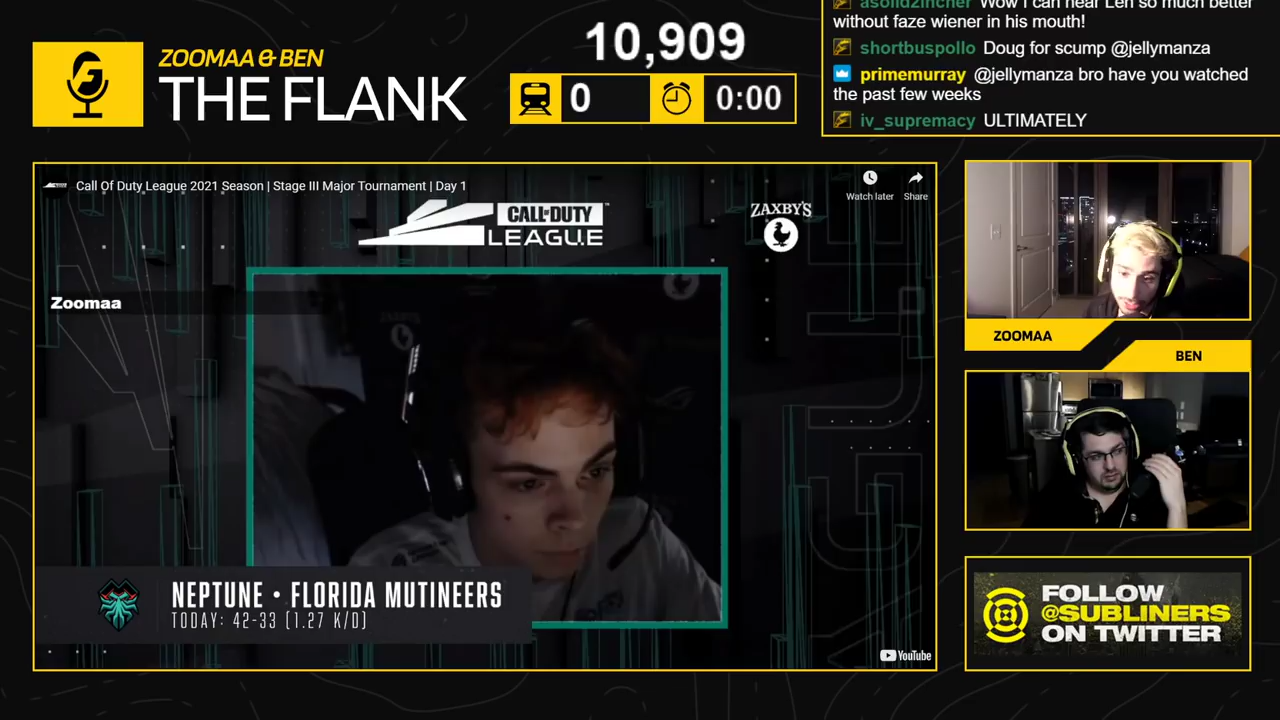 asolid2incher Wow I can hear Len so much better
without faze wiener in his mouth!
shortbuspollo Doug for scump @jellymanza
primemurray @jellymanza bro have you watched
the past few weeks
iv_supremacy ULTIMATELY
ZOOMAA & BEN
THE FLANK
10,909
0
0:00
Call Of Duty League 2021 Season | Stage III Major Tournament | Day 1
Watch later
Share
CALL OF DUTY
LEAGUE
ZAXBY'S
Zoomaa
NEPTUNE • FLORIDA MUTINEERS
TODAY: 42-33 (1.27 K/D)
YouTube
ZOOMAA
BEN
FOLLOW
@SUBLINERS
ON TWITTER